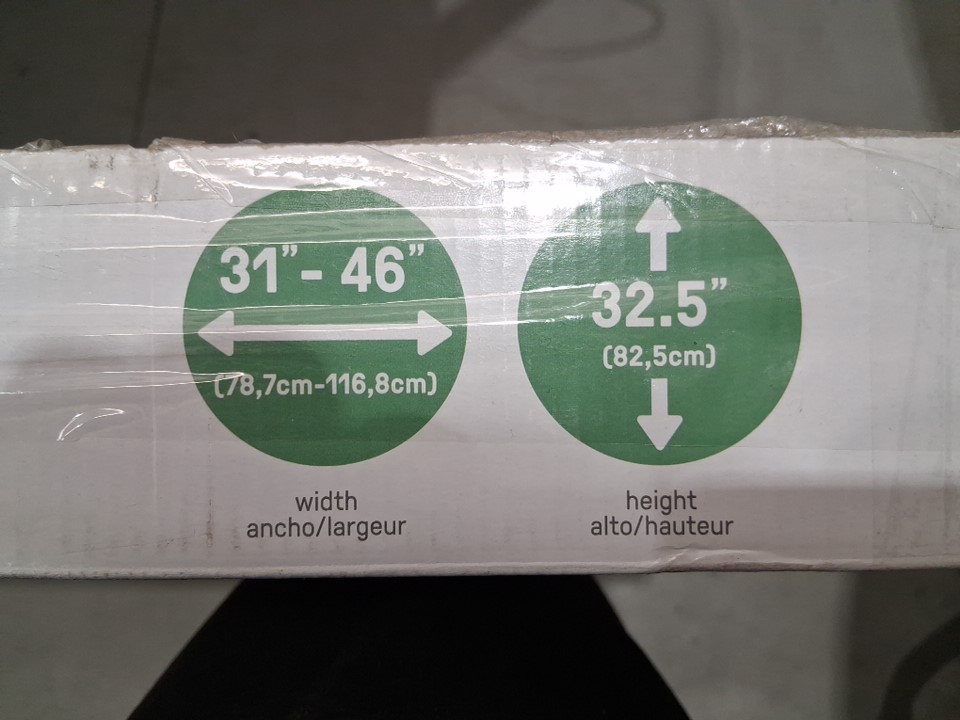 31”- 46”
(78,7cm-116,8cm)
width
ancho/largeur
32.5”
(82,5cm)
height
alto/hauteur